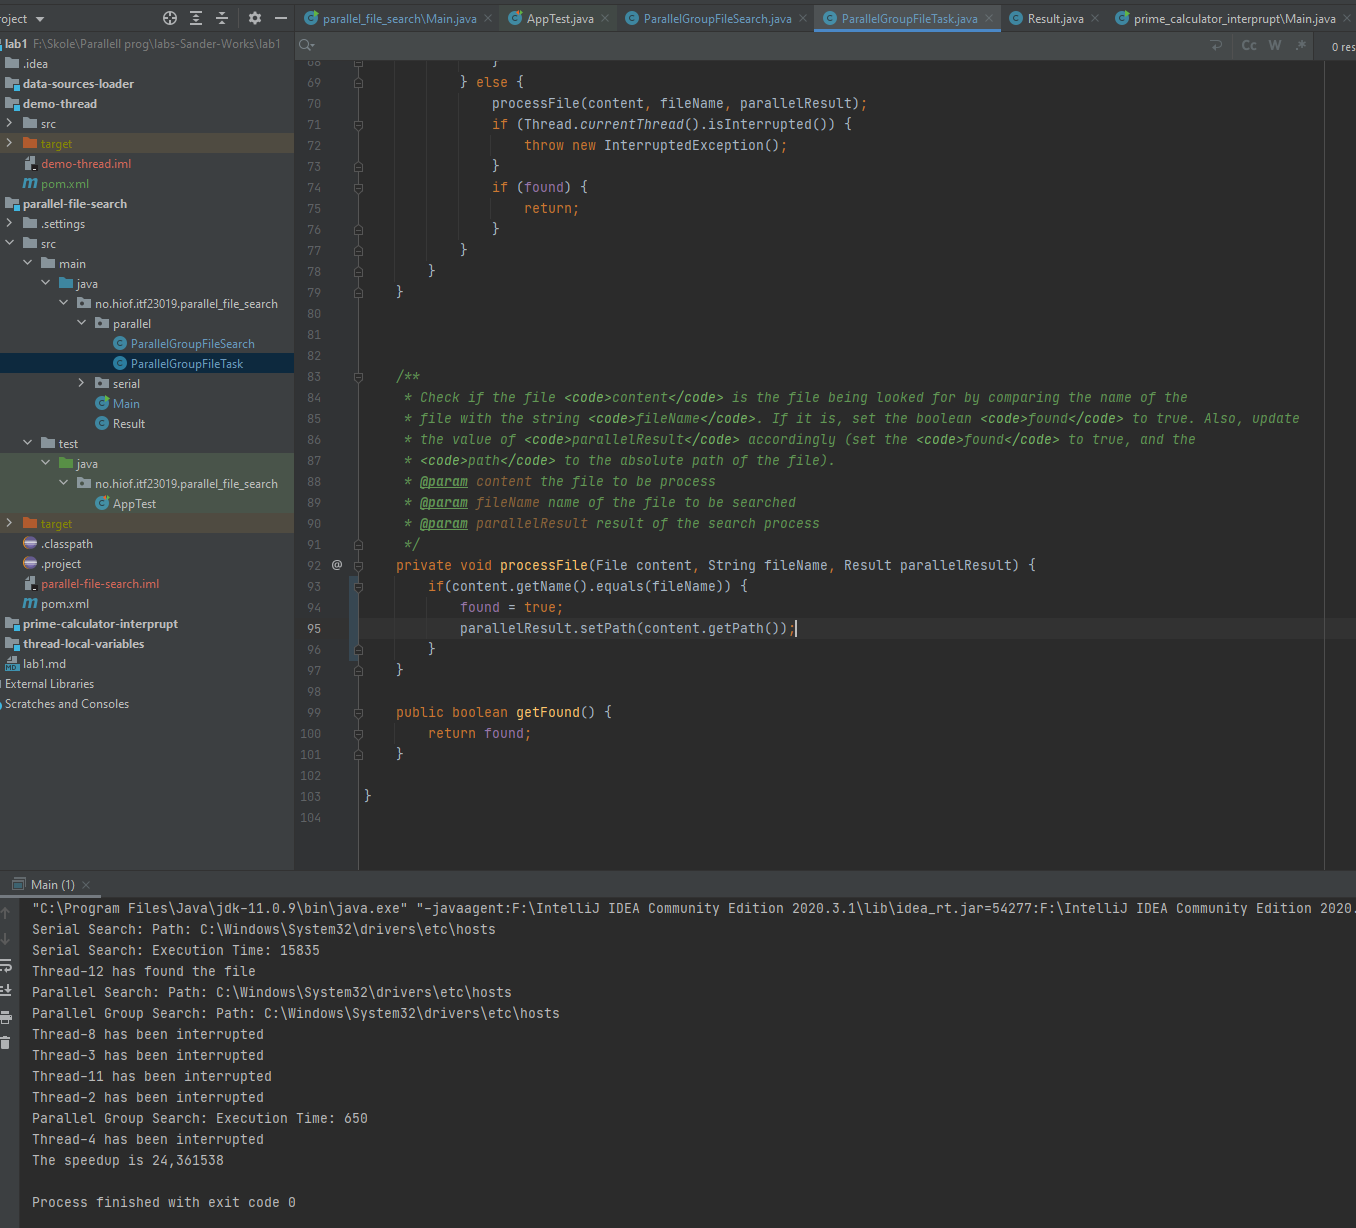 roject
parallel_file_search\Main.java
AppTest.java
ParallelGroupFileSearch.java
ParallelGroupFileTask.java
Result.java
prime_calculator_interprupt\Main.java
lab1 F:\Skole\Parallell prog\labs-Sander-Works\lab1
Cc W .* 0 res
.idea
data-sources-loader
demo-thread
src
target
demo-thread.iml
pom.xml
parallel-file-search
.settings
src
main
java
no.hiof.itf23019.parallel_file_search
parallel
ParallelGroupFileSearch
ParallelGroupFileTask
serial
Main
Result
test
java
no.hiof.itf23019.parallel_file_search
AppTest
target
.classpath
.project
parallel-file-search.iml
pom.xml
prime-calculator-interprupt
thread-local-variables
lab1.md
External Libraries
Scratches and Consoles
68 }
69 } else {
70 processFile(content, fileName, parallelResult);
71 if (Thread.currentThread().isInterrupted()) {
72 throw new InterruptedException();
73 }
74 if (found) {
75 return;
76 }
77 }
78 }
79 }
80
81
82
83 /**
84 * Check if the file <code>content</code> is the file being looked for by comparing the name of the
85 * file with the string <code>fileName</code>. If it is, set the boolean <code>found</code> to true. Also, update
86 * the value of <code>parallelResult</code> accordingly (set the <code>found</code> to true, and the
87 * <code>path</code> to the absolute path of the file).
88 * @param content the file to be process
89 * @param fileName name of the file to be searched
90 * @param parallelResult result of the search process
91 */
92 @ private void processFile(File content, String fileName, Result parallelResult) {
93 if(content.getName().equals(fileName)) {
94 found = true;
95 parallelResult.setPath(content.getPath());
96 }
97 }
98
99 public boolean getFound() {
100 return found;
101 }
102
103 }
104
Main (1)
"C:\Program Files\Java\jdk-11.0.9\bin\java.exe" "-javaagent:F:\IntelliJ IDEA Community Edition 2020.3.1\lib\idea_rt.jar=54277:F:\IntelliJ IDEA Community Edition 2020.
Serial Search: Path: C:\Windows\System32\drivers\etc\hosts
Serial Search: Execution Time: 15835
Thread-12 has found the file
Parallel Search: Path: C:\Windows\System32\drivers\etc\hosts
Parallel Group Search: Path: C:\Windows\System32\drivers\etc\hosts
Thread-8 has been interrupted
Thread-3 has been interrupted
Thread-11 has been interrupted
Thread-2 has been interrupted
Parallel Group Search: Execution Time: 650
Thread-4 has been interrupted
The speedup is 24,361538
Process finished with exit code 0